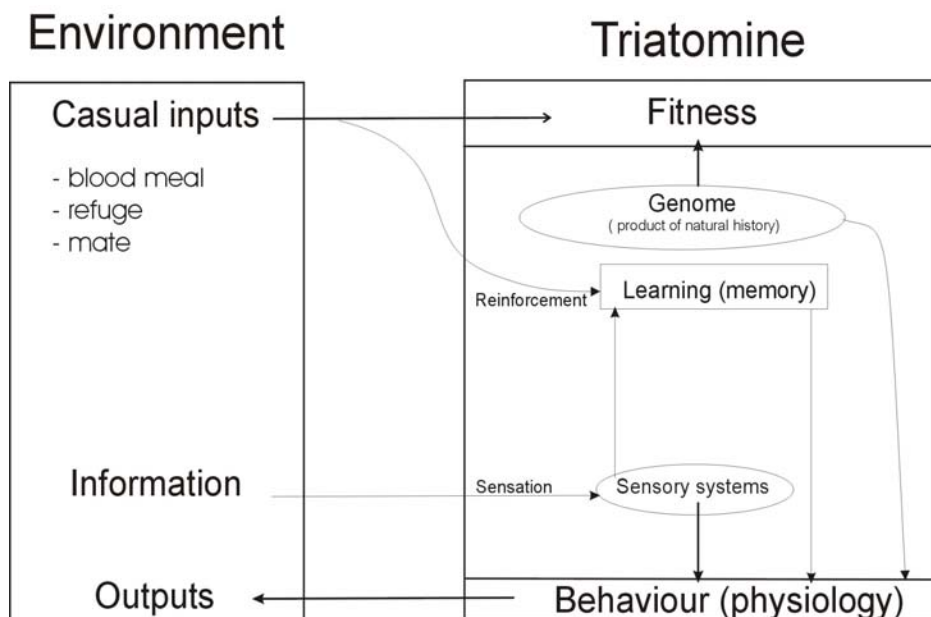 Environment
Triatomine
Casual inputs
- blood meal
- refuge
- mate
Information
Outputs
Fitness
Genome
( product of natural history)
Reinforcement
Learning (memory)
Sensation
Sensory systems
Behaviour (physiology)